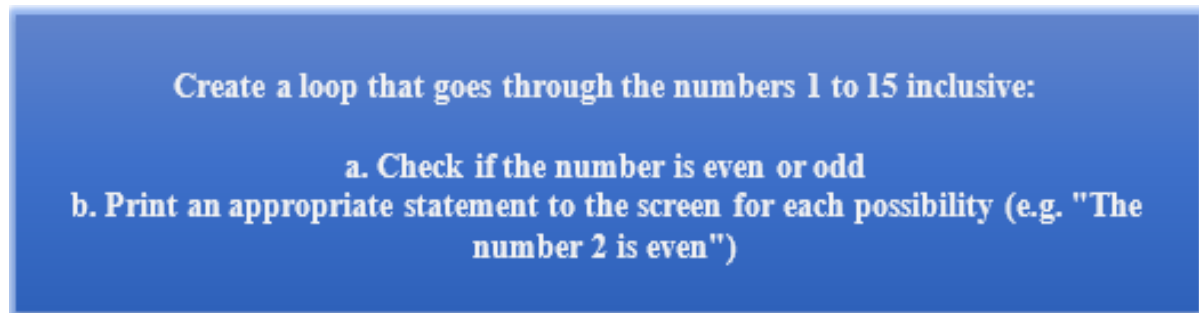 Create a loop that goes through the numbers 1 to 15 inclusive:
a. Check if the number is even or odd
b. Print an appropriate statement to the screen for each possibility (e.g. "The
number 2 is even")